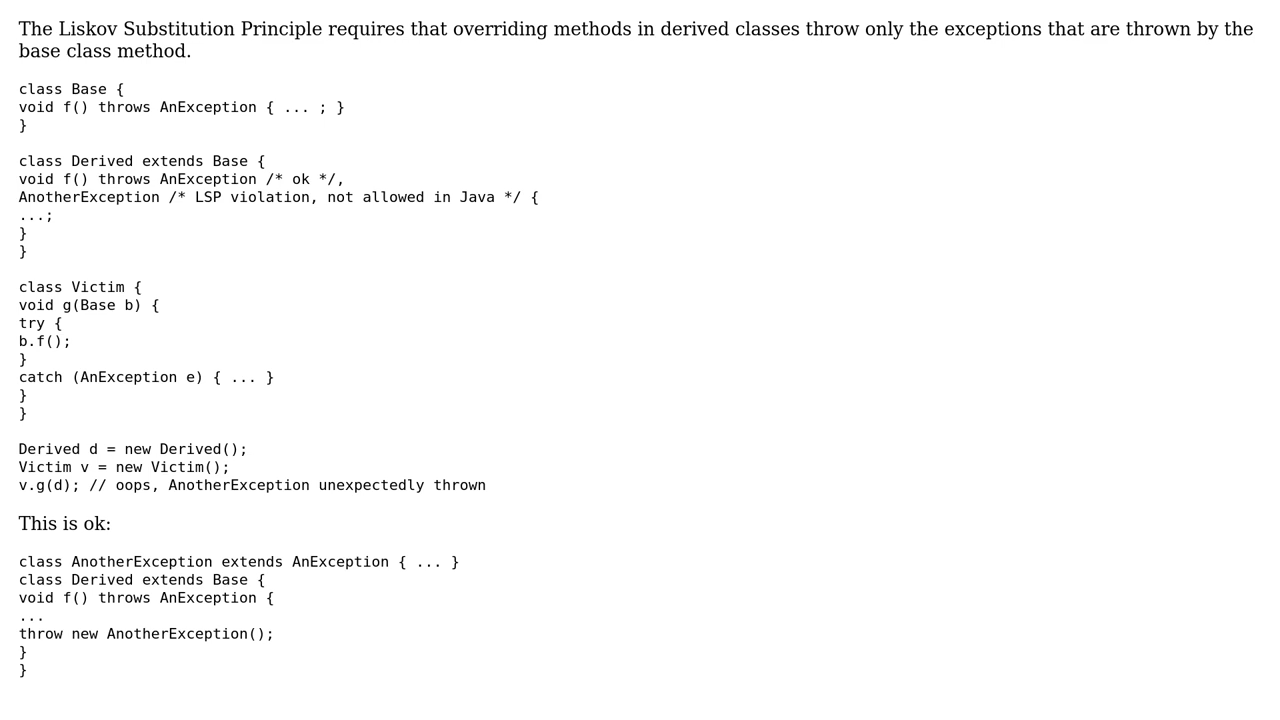 The Liskov Substitution Principle requires that overriding methods in derived classes throw only the exceptions that are thrown by the
base class method.
class Base {
void f() throws AnException { ... ; }
}
class Derived extends Base {
void f() throws AnException /* ok */,
AnotherException /* LSP violation, not allowed in Java */ {
...;
}
}
class Victim {
void g(Base b) {
try {
b.f();
}
catch (AnException e) { ... }
}
}
Derived d = new Derived();
Victim v = new Victim();
v.g(d); // oops, AnotherException unexpectedly thrown
This is ok:
class AnotherException extends AnException { ... }
class Derived extends Base {
void f() throws AnException {
...
throw new AnotherException();
}
}